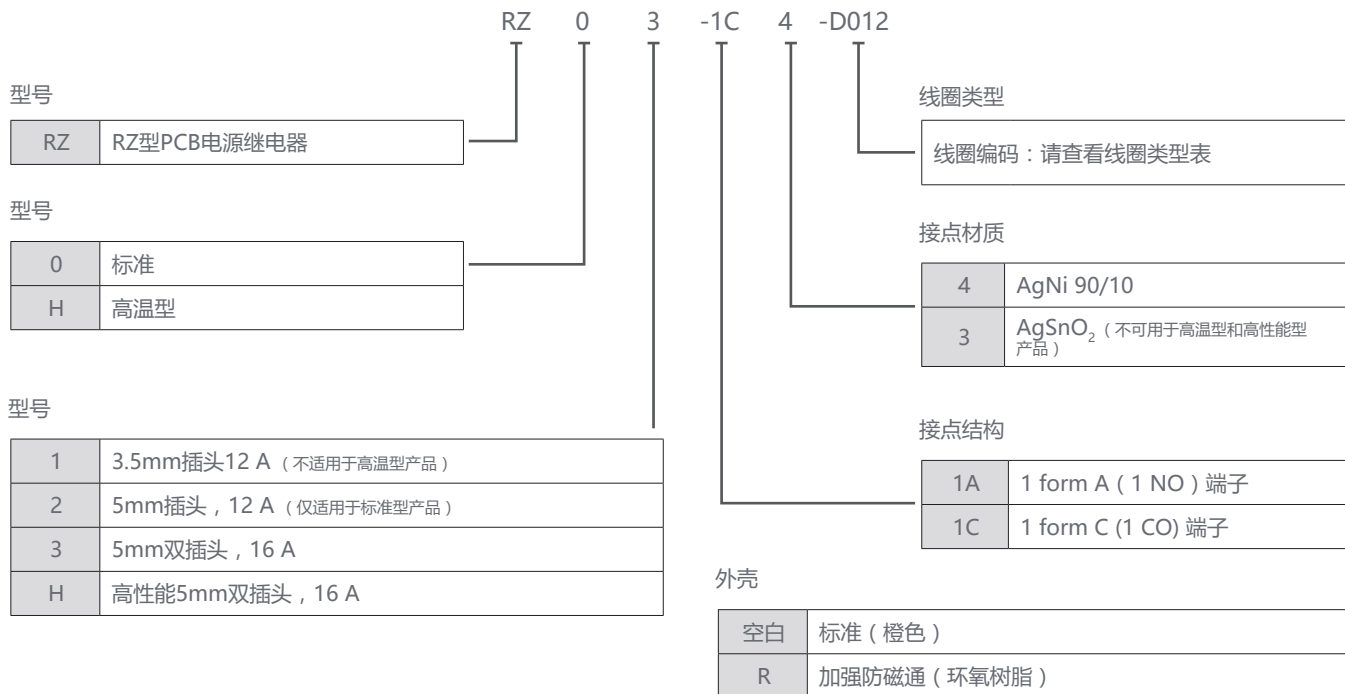 RZ 0 3 -1C 4 -D012
型号
RZ RZ型PCB电源继电器
型号
0 标准
H 高温型
型号
1 3.5mm插头12 A （不适用于高温型产品）
2 5mm插头，12 A （仅适用于标准型产品）
3 5mm双插头，16 A
H 高性能5mm双插头，16 A
线圈类型
线圈编码：请查看线圈类型表
接点材质
4 AgNi 90/10
3 AgSnO2（不可用于高温型和高性能型
产品）
接点结构
1A 1 form A（1 NO）端子
1C 1 form C (1 CO) 端子
外壳
空白 标准（橙色）
R 加强防磁通（环氧树脂）